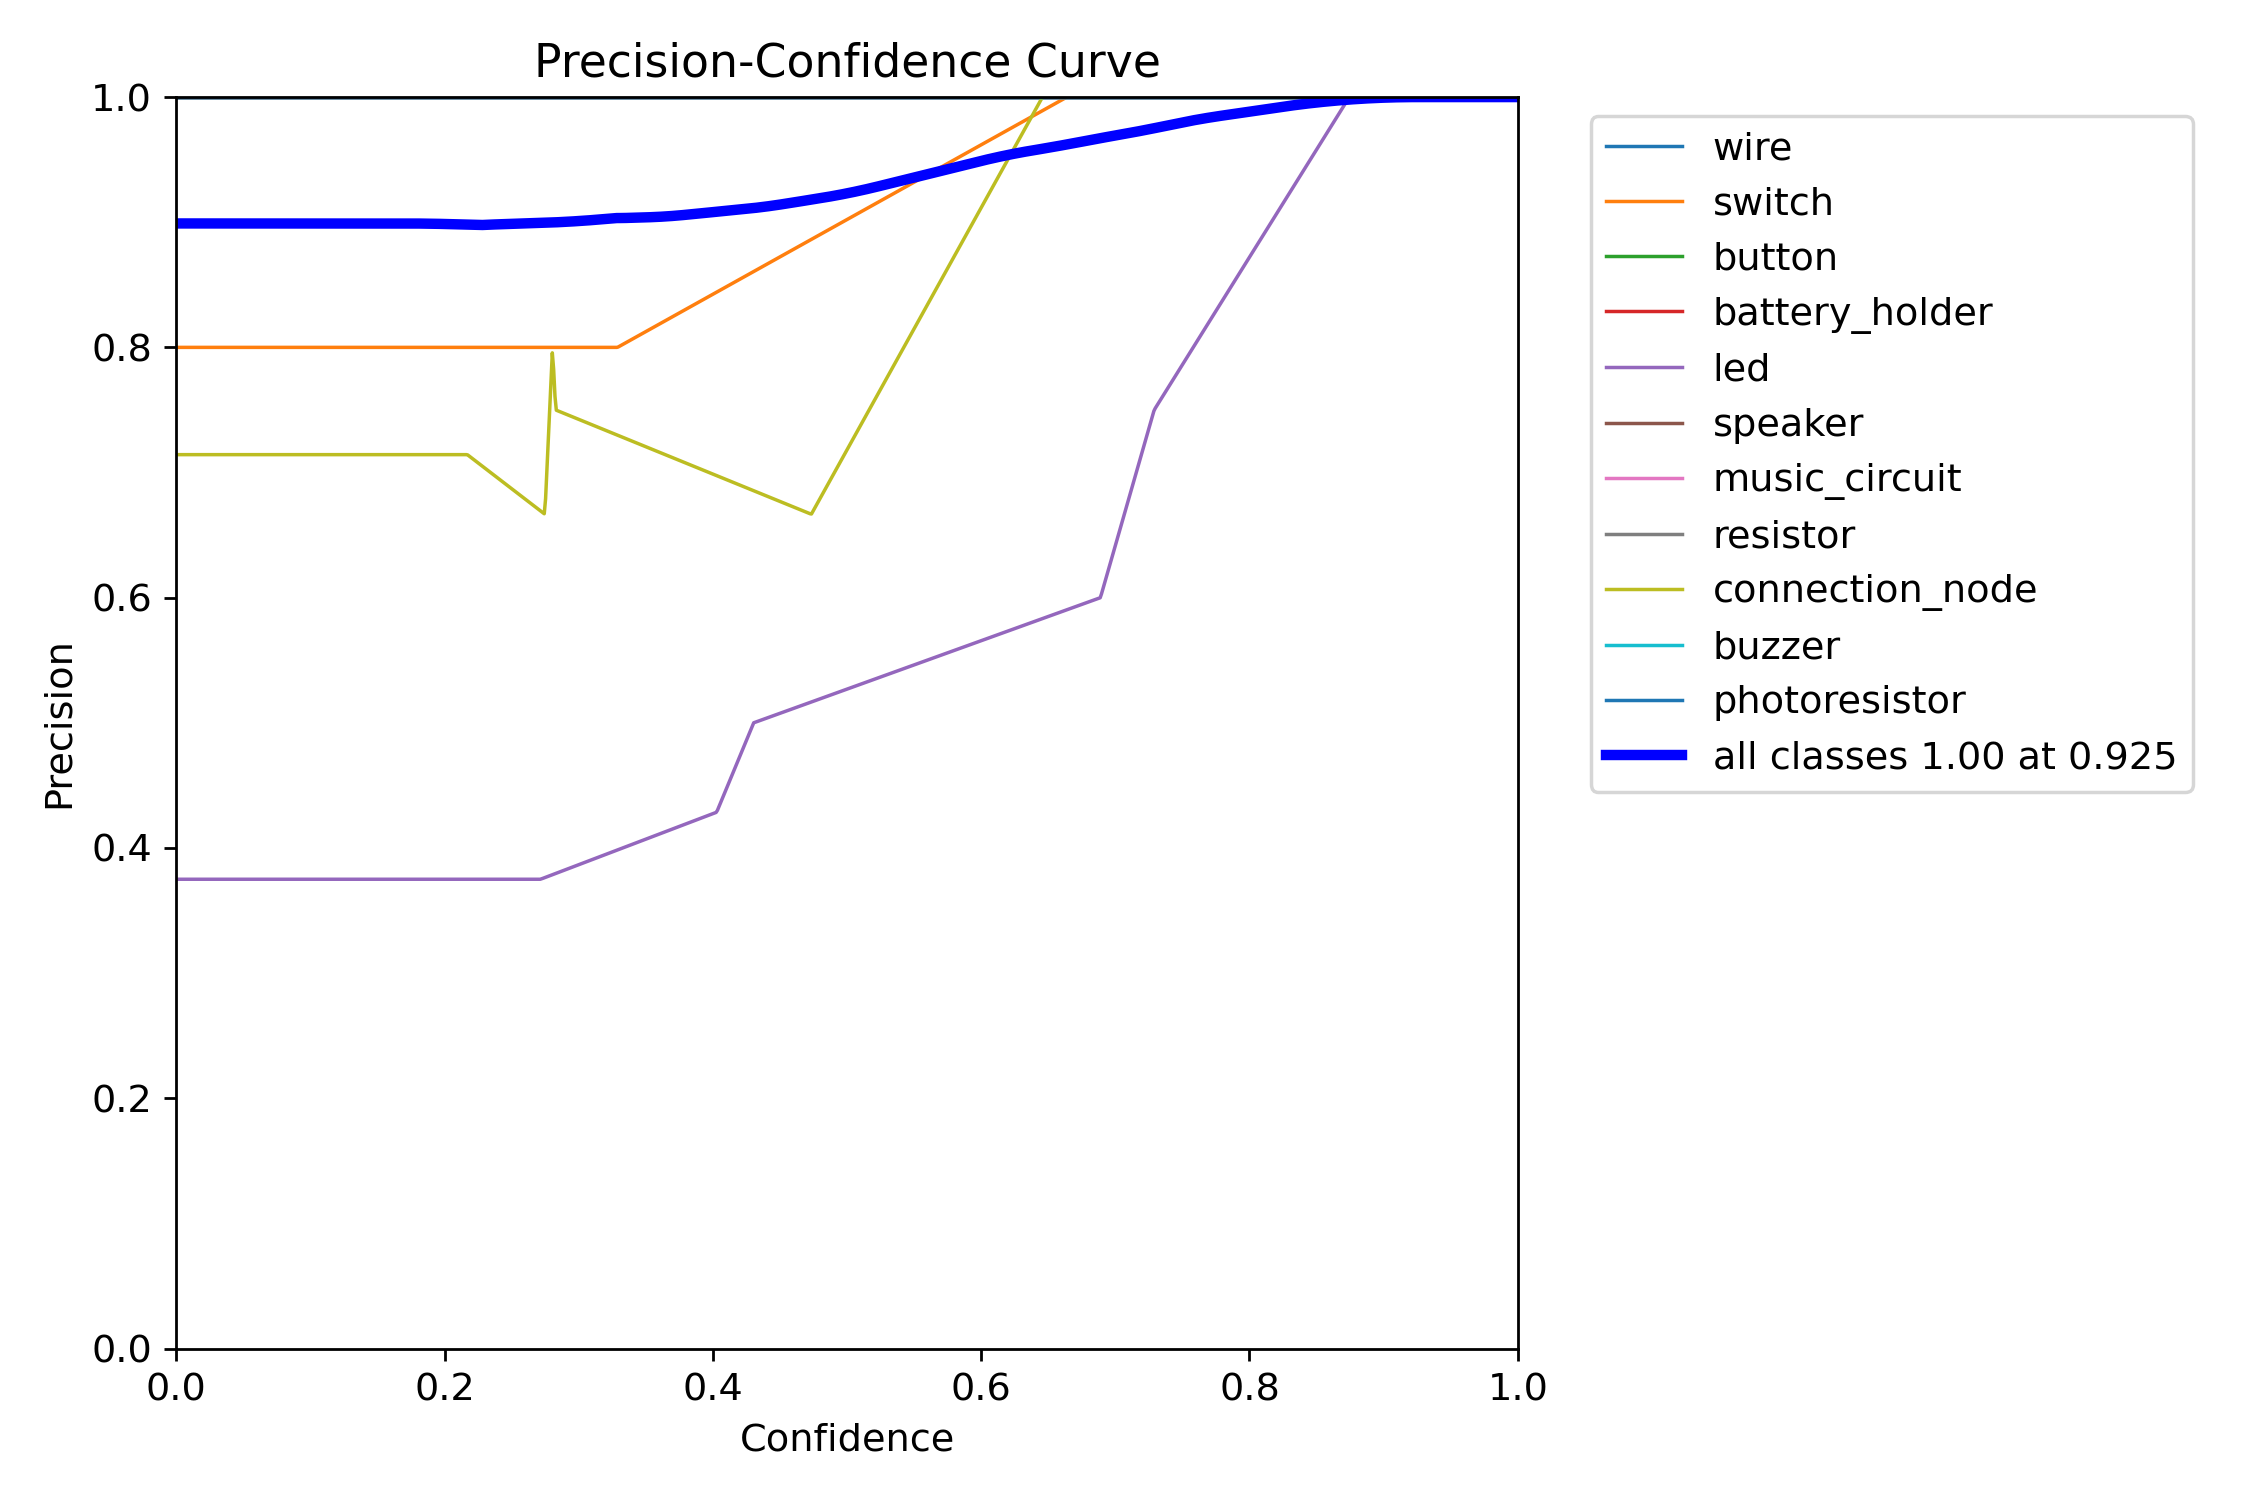 Precision-Confidence Curve
1.0
0.8
0.6
0.4
0.2
0.0
Precision
0.0 0.2 0.4 0.6 0.8 1.0
Confidence
wire
switch
button
battery_holder
led
speaker
music_circuit
resistor
connection_node
buzzer
photoresistor
all classes 1.00 at 0.925